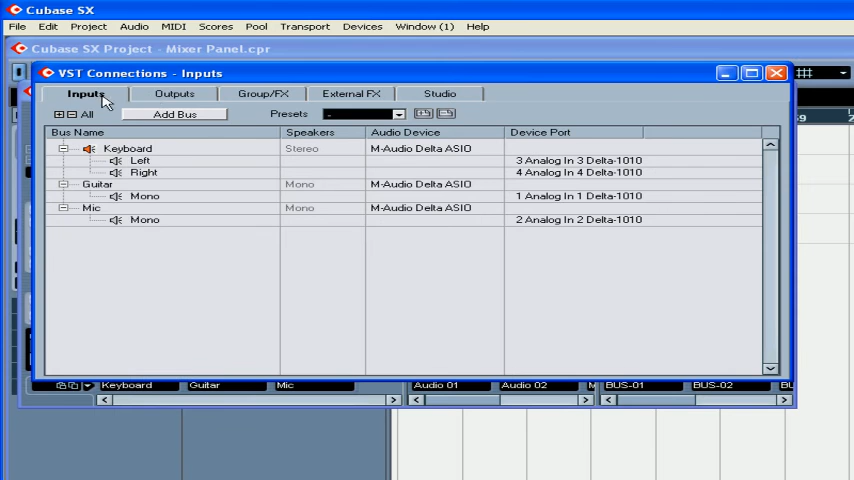 Cubase SX
File Edit Project Audio MIDI Scores Pool Transport Devices Window (1) Help
Cubase SX Project - Mixer Panel.cpr
VST Connections - Inputs
Inputs Outputs Group/FX External FX Studio
All Add Bus Presets -
Bus Name Speakers Audio Device Device Port
Keyboard Stereo M-Audio Delta ASIO
Left 3 Analog In 3 Delta-1010
Right 4 Analog In 4 Delta-1010
Guitar Mono M-Audio Delta ASIO
Mono 1 Analog In 1 Delta-1010
Mic Mono M-Audio Delta ASIO
Mono 2 Analog In 2 Delta-1010
Keyboard Guitar Mic Audio 01 Audio 02 BUS-01 BUS-02